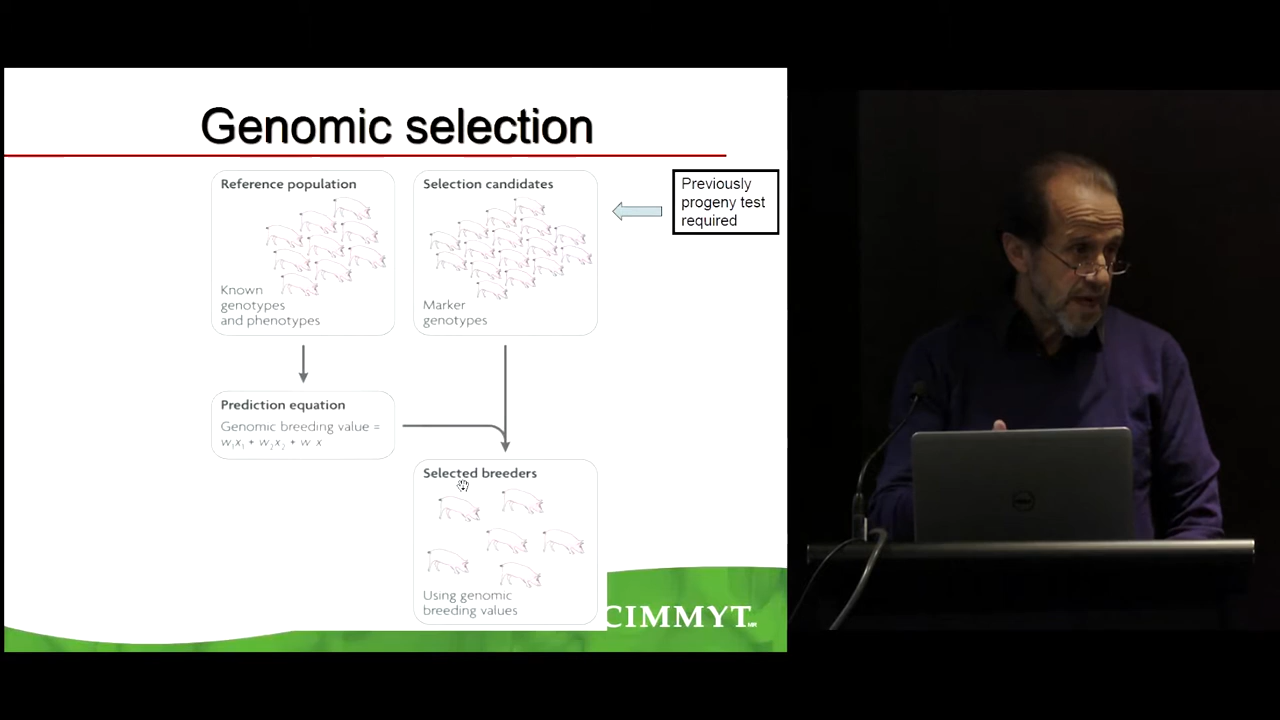 Genomic selection
Reference population
Known
genotypes
and phenotypes
Selection candidates
Marker
genotypes
Previously
progeny test
required
Prediction equation
Genomic breeding value =
w₁x₁ + w₂x₂ + w x
Selected breeders
Using genomic
breeding values
CIMMYT